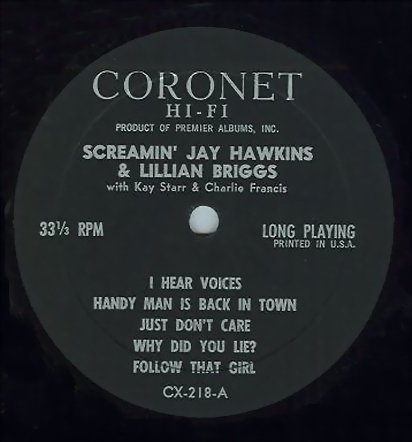 CORONET
HI-FI
PRODUCT OF PREMIER ALBUMS, INC.
SCREAMIN' JAY HAWKINS
& LILLIAN BRIGGS
with Kay Starr & Charlie Francis
33⅓ RPM
LONG PLAYING
PRINTED IN U.S.A.
I HEAR VOICES
HANDY MAN IS BACK IN TOWN
JUST DON'T CARE
WHY DID YOU LIE?
FOLLOW THAT GIRL
CX-218-A